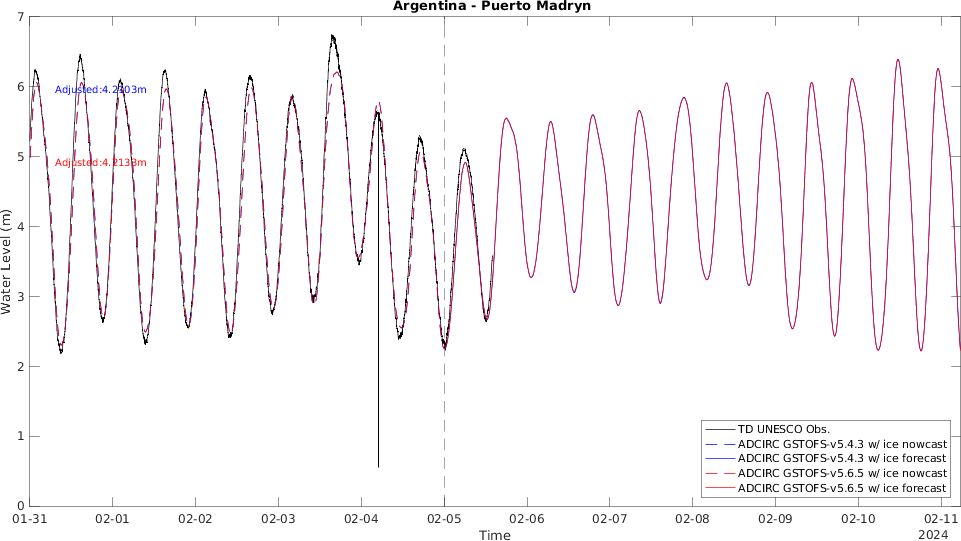 Argentina - Puerto Madryn
Water Level (m)
7
6
5
4
3
2
1
0
Adjusted:4.2303m
Adjusted:4.2133m
01-31 02-01 02-02 02-03 02-04 02-05 02-06 02-07 02-08 02-09 02-10 02-11
Time
2024
TD UNESCO Obs.
ADCIRC GSTOFS-v5.4.3 w/ ice nowcast
ADCIRC GSTOFS-v5.4.3 w/ ice forecast
ADCIRC GSTOFS-v5.6.5 w/ ice nowcast
ADCIRC GSTOFS-v5.6.5 w/ ice forecast